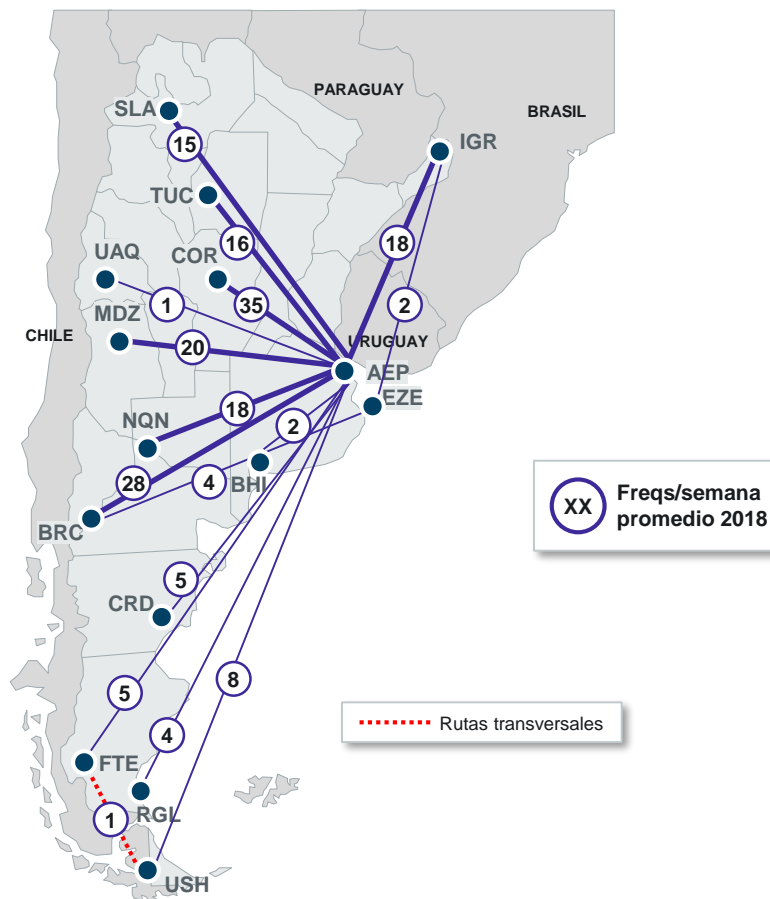 PARAGUAY
SLA
BRASIL
IGR
15
TUC
16
18
UAQ
COR
1
35
2
MDZ
CHILE
20
URUGUAY
AEP
EZE
18
NQN
2
28
4
BHI
BRC
XX
Freqs/semana
promedio 2018
5
CRD
8
5
4
Rutas transversales
FTE
1
RGL
USH